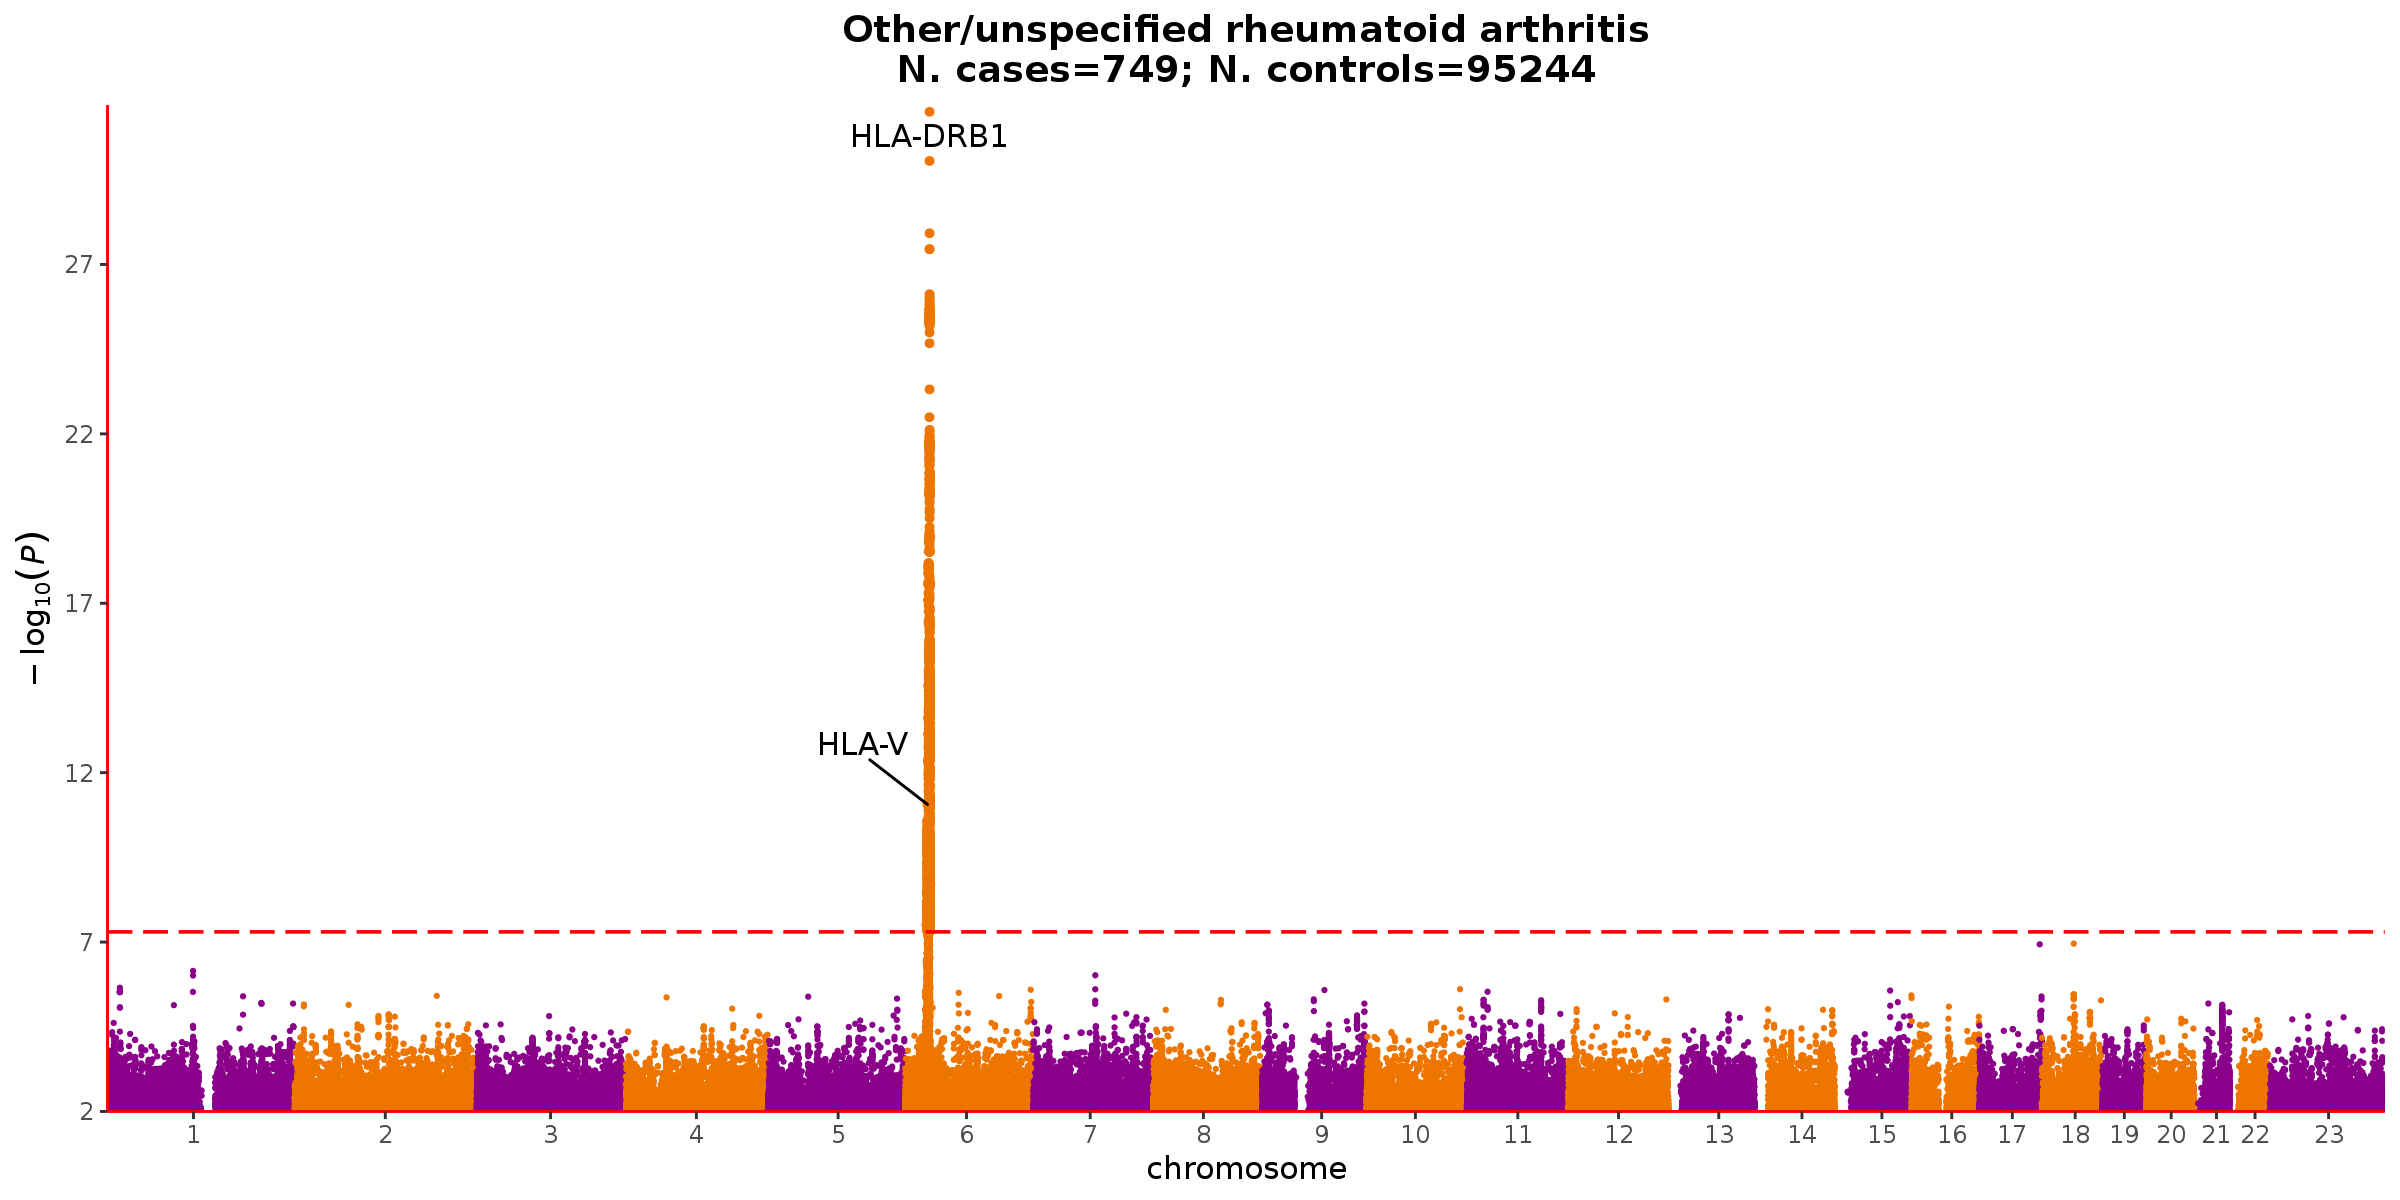 Other/unspecified rheumatoid arthritis
N. cases=749; N. controls=95244
HLA-DRB1
27
22
−log₁₀(P)
17
HLA-V
12
7
2
1 2 3 4 5 6 7 8 9 10 11 12 13 14 15 16 17 18 19 20 21 22 23
chromosome